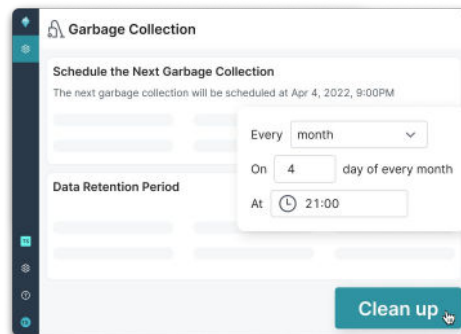 Garbage Collection
Schedule the Next Garbage Collection
The next garbage collection will be scheduled at Apr 4, 2022, 9:00PM
Every month
On 4 day of every month
At 21:00
Data Retention Period
Clean up